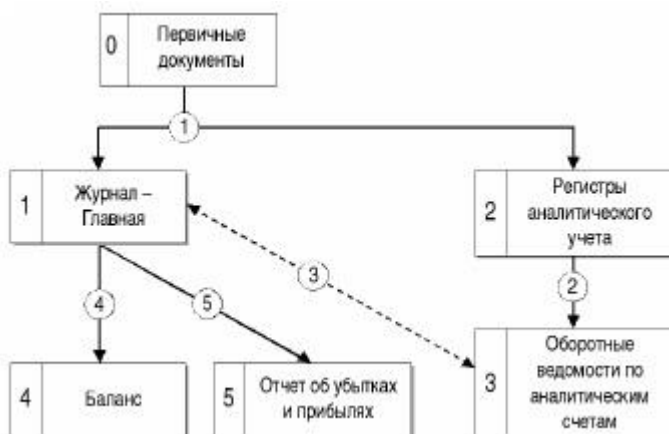 0
Первичные
документы
1
1
Журнал –
Главная
2
Регистры
аналитического
учета
3
2
4
5
4
Баланс
5
Отчет об убытках
и прибылях
3
Оборотные
ведомости по
аналитическим
счетам